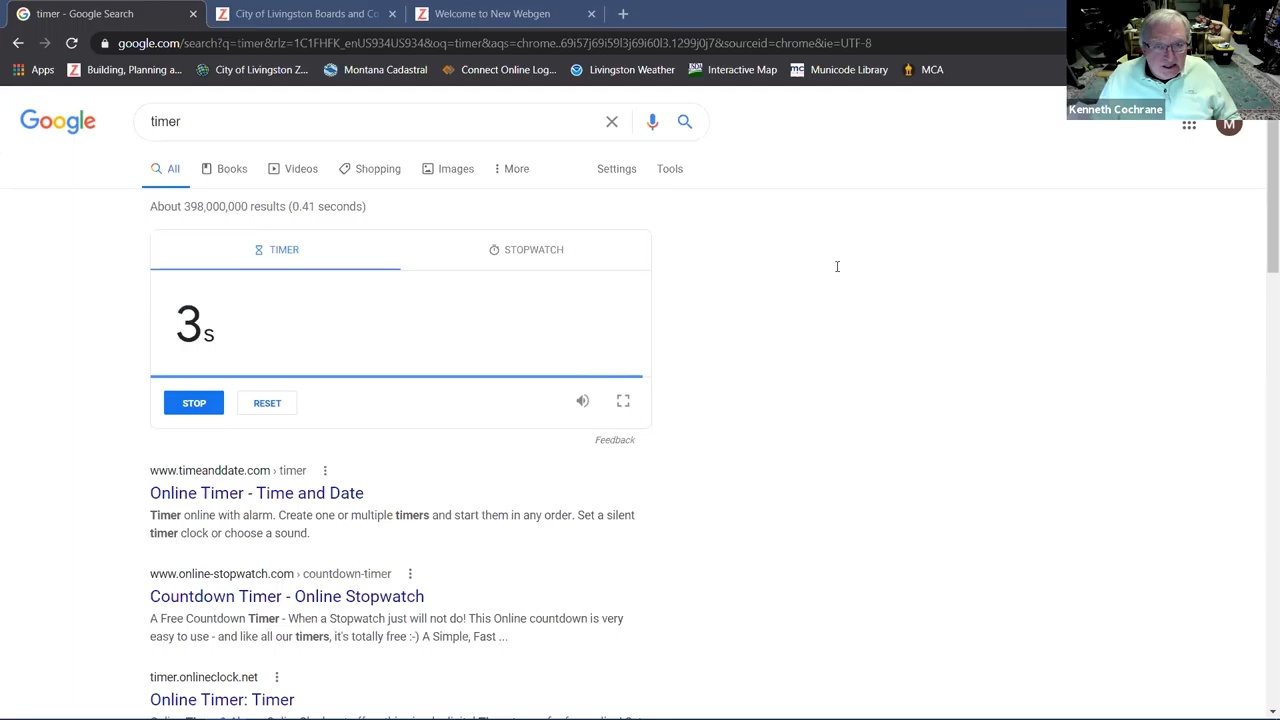 timer - Google Search
City of Livingston Boards and Co
Welcome to New Webgen
google.com/search?q=timer&rlz=1C1FHFK_enUS934US934&oq=timer&aqs=chrome..69i57j69i59l3j69i60l3.1299j0j7&sourceid=chrome&ie=UTF-8
Apps
Building, Planning a...
City of Livingston Z...
Montana
ConnectionOnline Log...
Livingston Weather
Interactive Map
Municode Library
MCA
Kenneth Cochrane
Google
timer
M
All
Books
Videos
Shopping
Images
More
Settings
Tools
About 398,000,000 results (0.41 seconds)
TIMER
STOPWATCH
3s
STOP
RESET
Feedback
www.timeanddate.com › timer
Online Timer - Time and Date
Timer online with alarm. Create one or multiple timers and start them in any order. Set a silent
timer clock or choose a sound.
www.online-stopwatch.com › countdown-timer
Countdown Timer - Online Stopwatch
A Free Countdown Timer - When a Stopwatch just will not do! This Online countdown is very
easy to use - and like all our timers, it's totally free :-) A Simple, Fast ...
timer.onlineclock.net
Online Timer: Timer